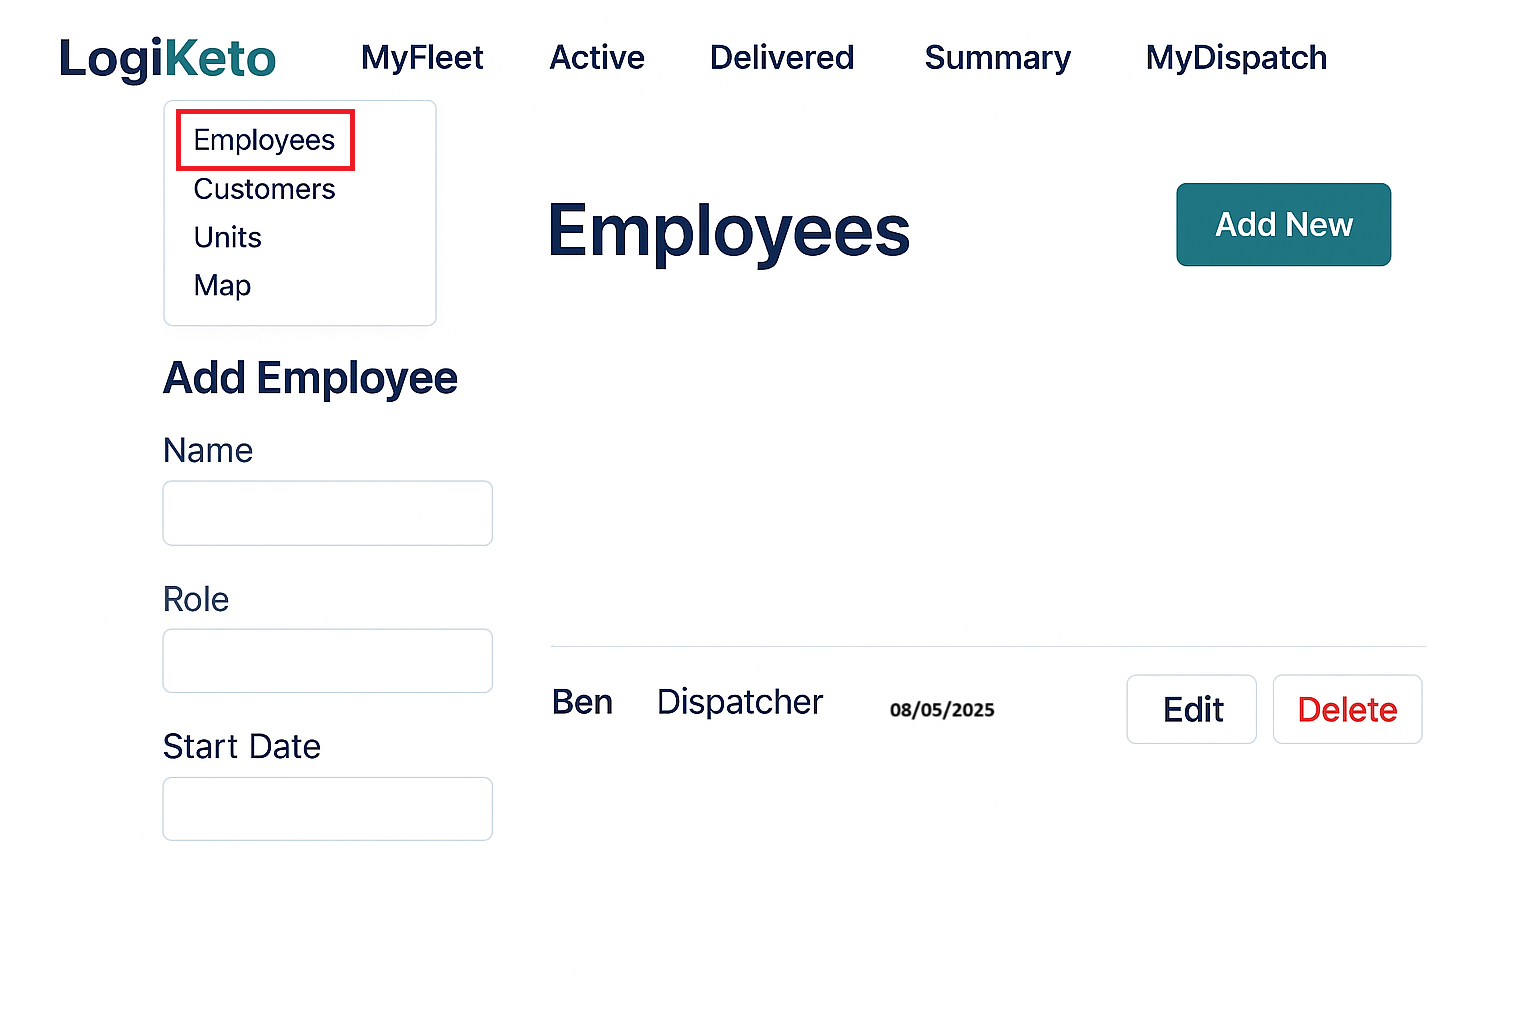 LogiKeto MyFleet Active Delivered Summary MyDispatch
Employees
Customers
Units
Map
Employees
Add New
Add Employee
Name
Role
Start Date
Ben Dispatcher 08/05/2025 Edit Delete